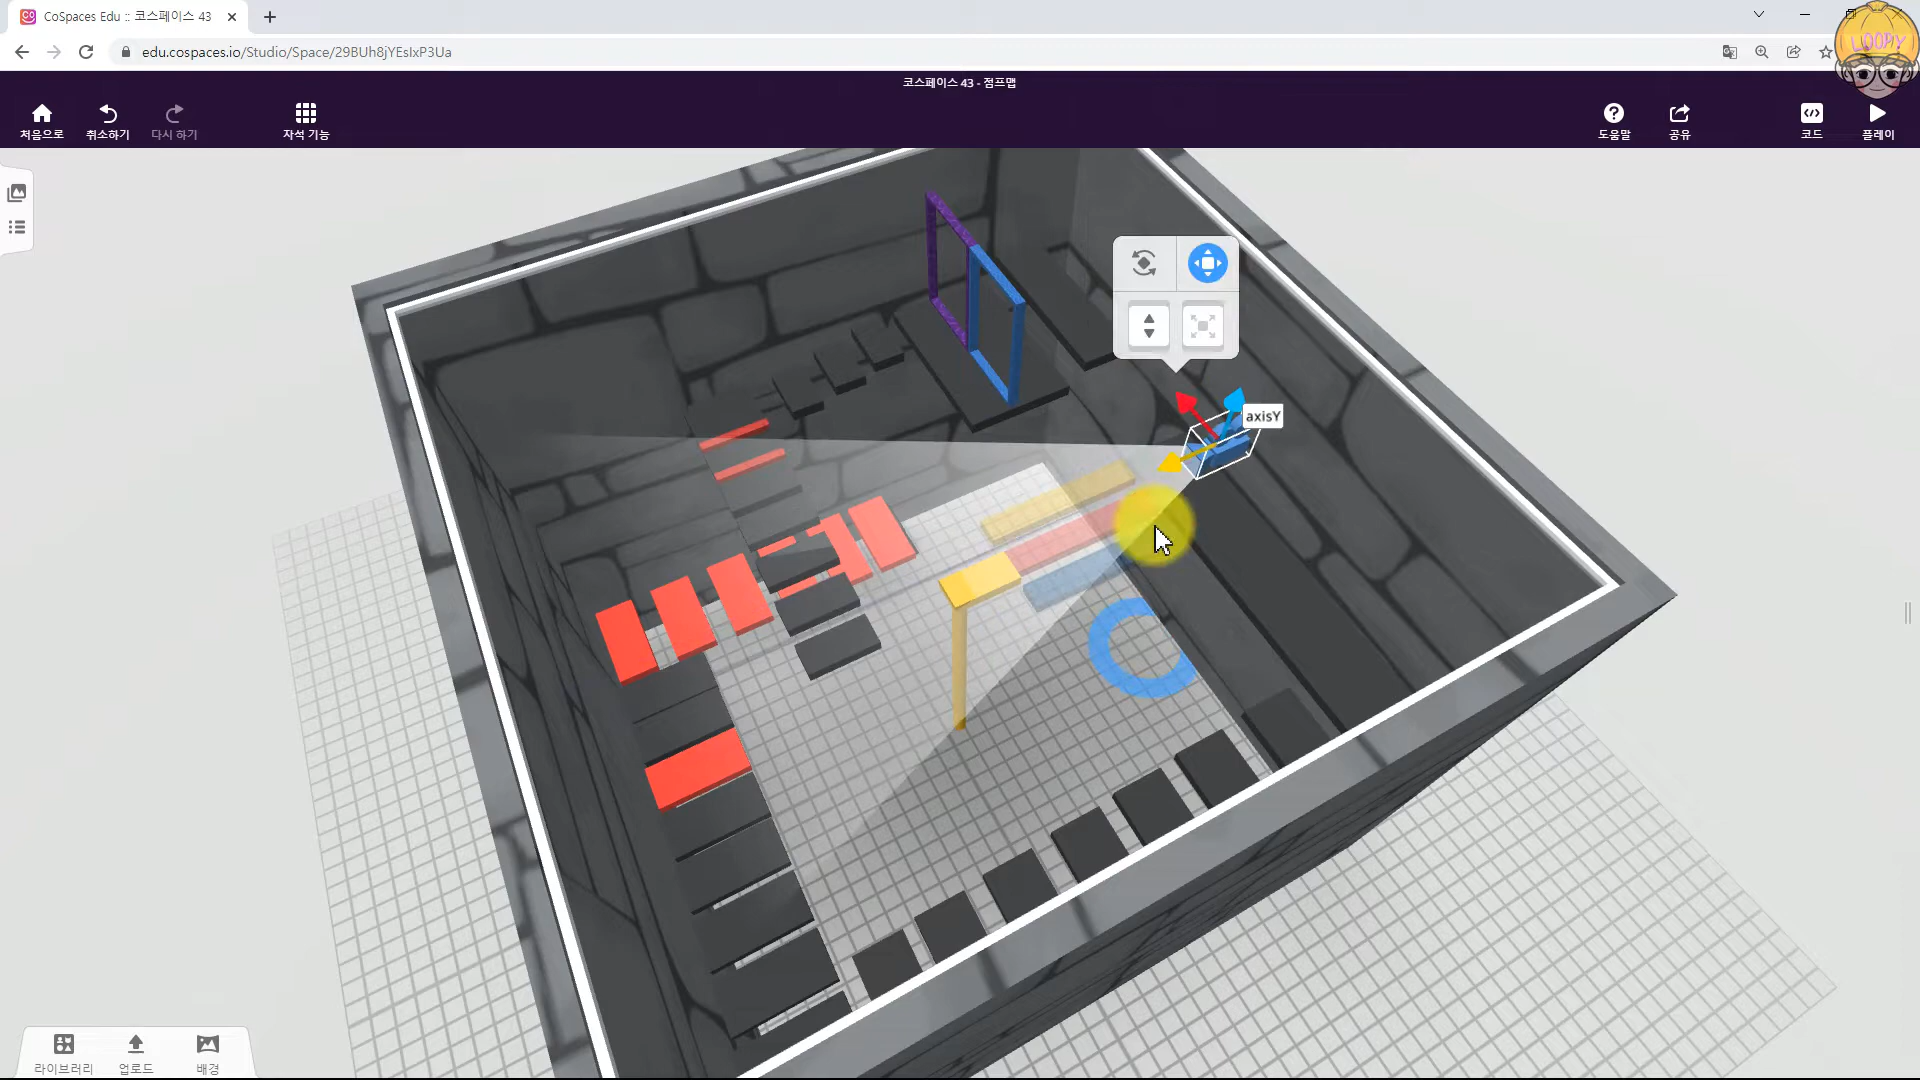 CoSpaces Edu :: 코스페이스 43
edu.cospaces.io/Studio/Space/29BUh8jYEsIxP3Ua
LOOPY
코스페이스 43 - 점프맵
처음으로
취소하기
다시 하기
자석 기능
도움말
공유
코드
플레이
axisY
라이브러리
업로드
배경